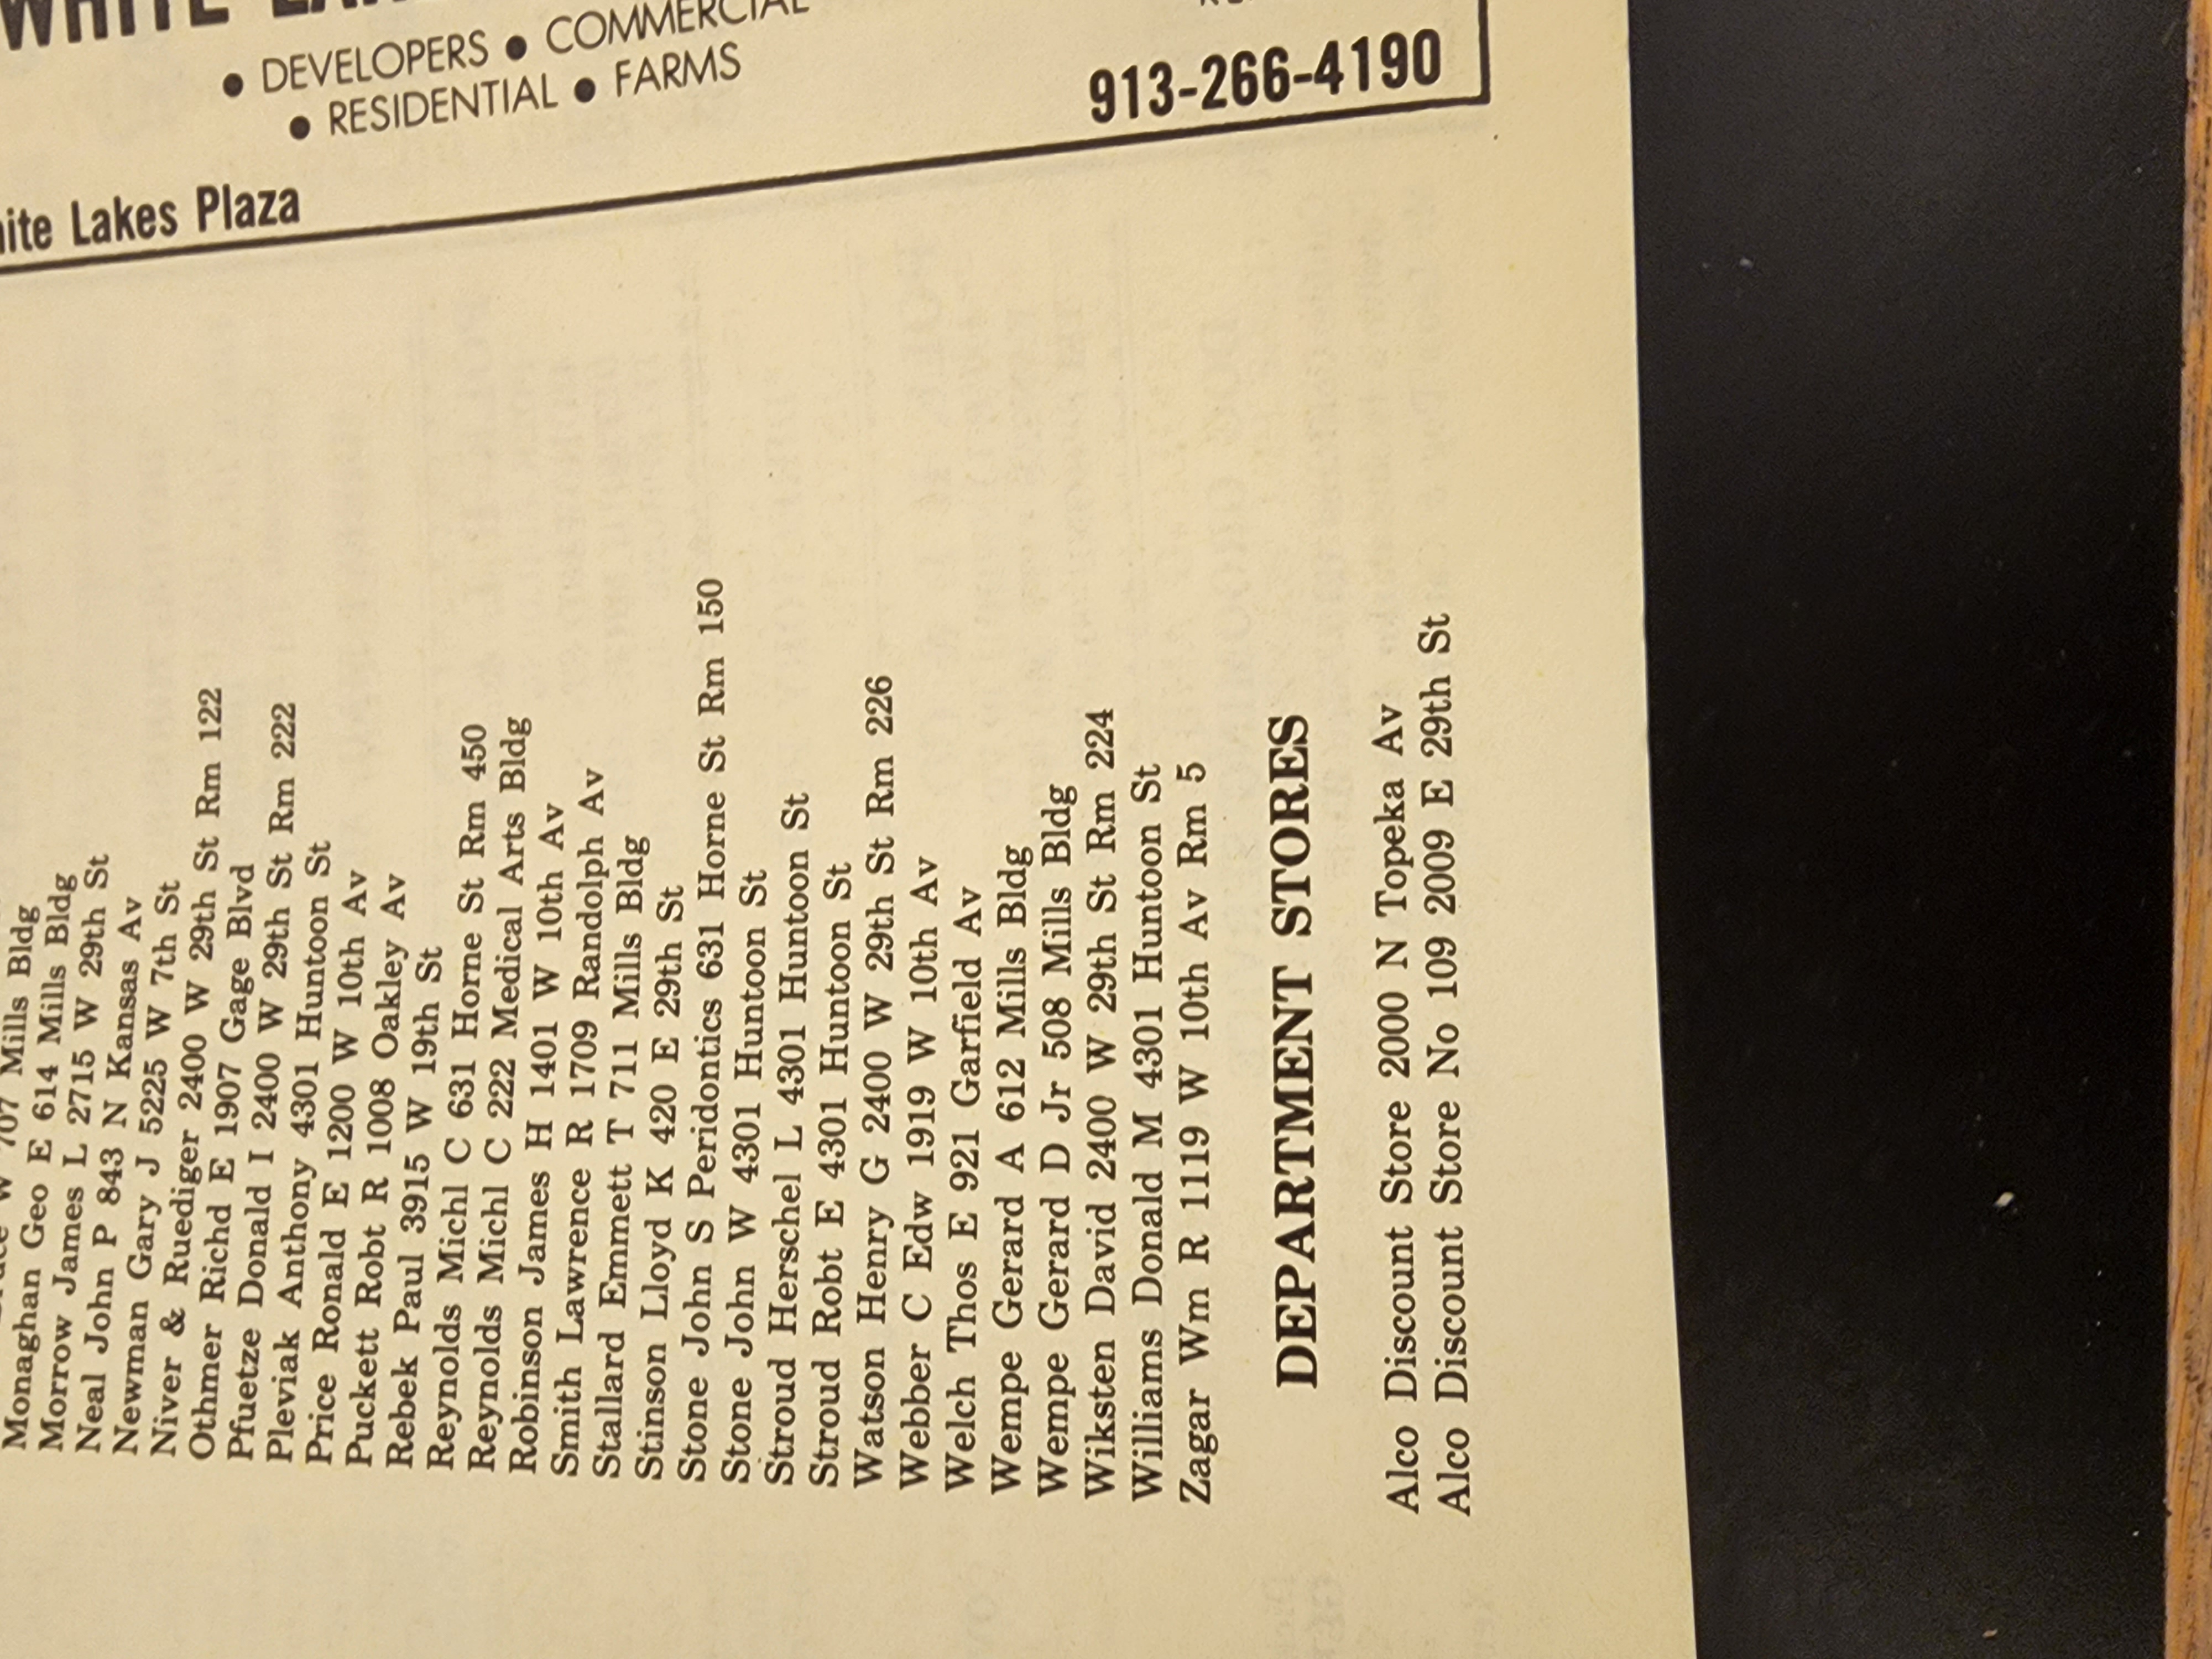 WHITE
• DEVELOPERS • COMMERCIAL
• RESIDENTIAL • FARMS
913-266-4190
Lakes Plaza
707 Mills Bldg
Monaghan Geo E 614 Mills Bldg
Morrow James L 2715 W 29th St
Neal John P 843 N Kansas Av
Newman Gary J 5225 W 7th St
Niver & Ruediger 2400 W 29th St Rm 122
Othmer Richd E 1907 Gage Blvd
Pfuetze Donald I 2400 W 29th St Rm 222
Pleviak Anthony 4301 Huntoon St
Price Ronald E 1200 W 10th Av
Puckett Robt R 1008 Oakley Av
Rebek Paul 3915 W 19th St
Reynolds Michl C 631 Horne St Rm 450
Reynolds Michl C 222 Medical Arts Bldg
Robinson James H 1401 W 10th Av
Smith Lawrence R 1709 Randolph Av
Stallard Emmett T 711 Mills Bldg
Stinson Lloyd K 420 E 29th St
Stone John S Peridontics 631 Horne St Rm 150
Stone John W 4301 Huntoon St
Stroud Herschel L 4301 Huntoon St
Stroud Robt E 4301 Huntoon St
Watson Henry G 2400 W 29th St Rm 226
Webber C Edw 1919 W 10th Av
Welch Thos E 921 Garfield Av
Wempe Gerard A 612 Mills Bldg
Wempe Gerard D Jr 508 Mills Bldg
Wiksten David 2400 W 29th St Rm 224
Williams Donald M 4301 Huntoon St
Zagar Wm R 1119 W 10th Av Rm 5
DEPARTMENT STORES
Alco Discount Store 2000 N Topeka Av
Alco Discount Store No 109 2009 E 29th St